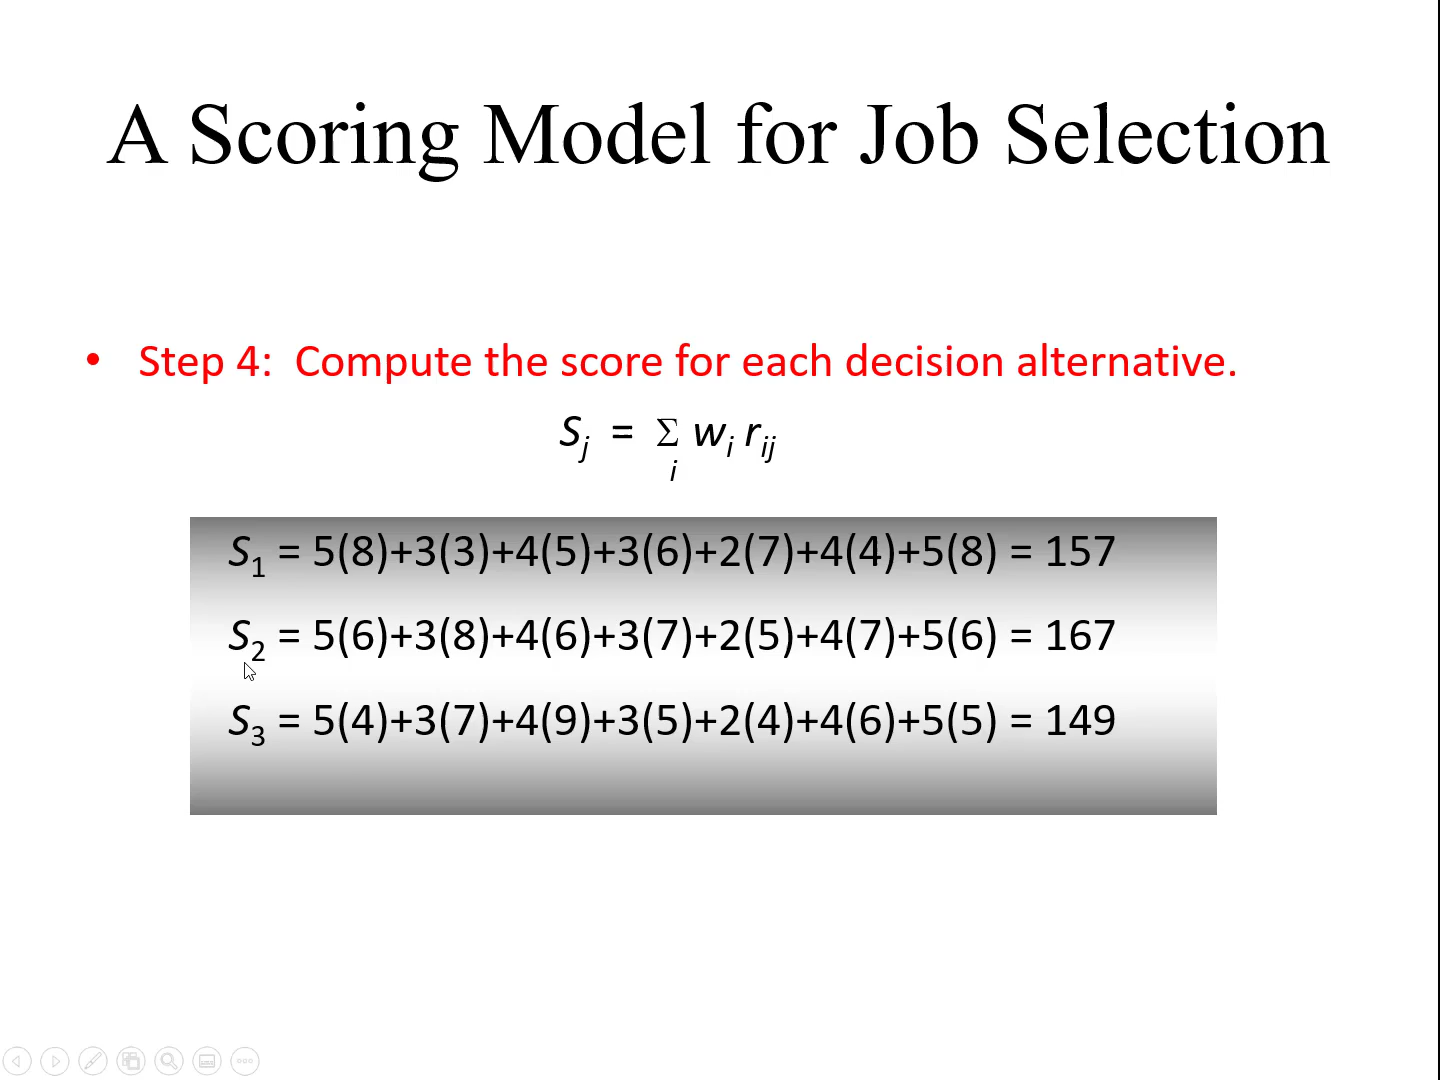 A Scoring Model for Job Selection
• Step 4: Compute the score for each decision alternative.
Sj = Σ wi rij
i
S1 = 5(8)+3(3)+4(5)+3(6)+2(7)+4(4)+5(8) = 157
S2 = 5(6)+3(8)+4(6)+3(7)+2(5)+4(7)+5(6) = 167
S3 = 5(4)+3(7)+4(9)+3(5)+2(4)+4(6)+5(5) = 149